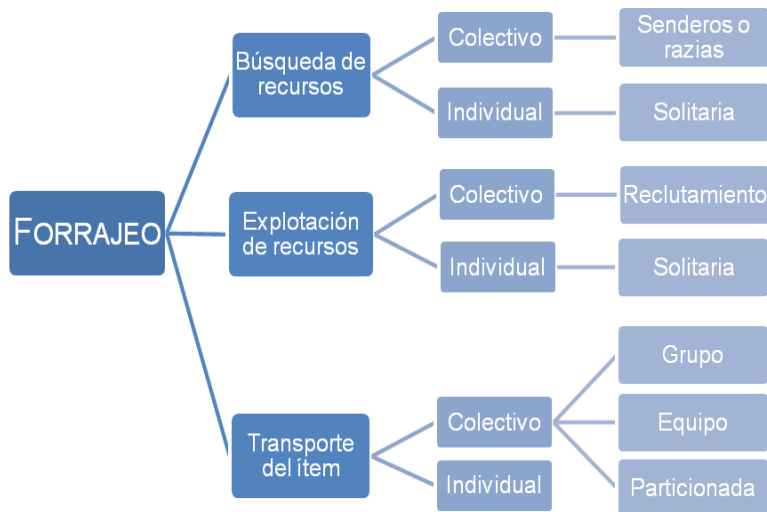 FORRAJEO
Búsqueda de
recursos
Colectivo
Senderos o
razias
Individual
Solitaria
Explotación
de recursos
Colectivo
Reclutamiento
Individual
Solitaria
Transporte
del ítem
Colectivo
Grupo
Equipo
Particionada
Individual